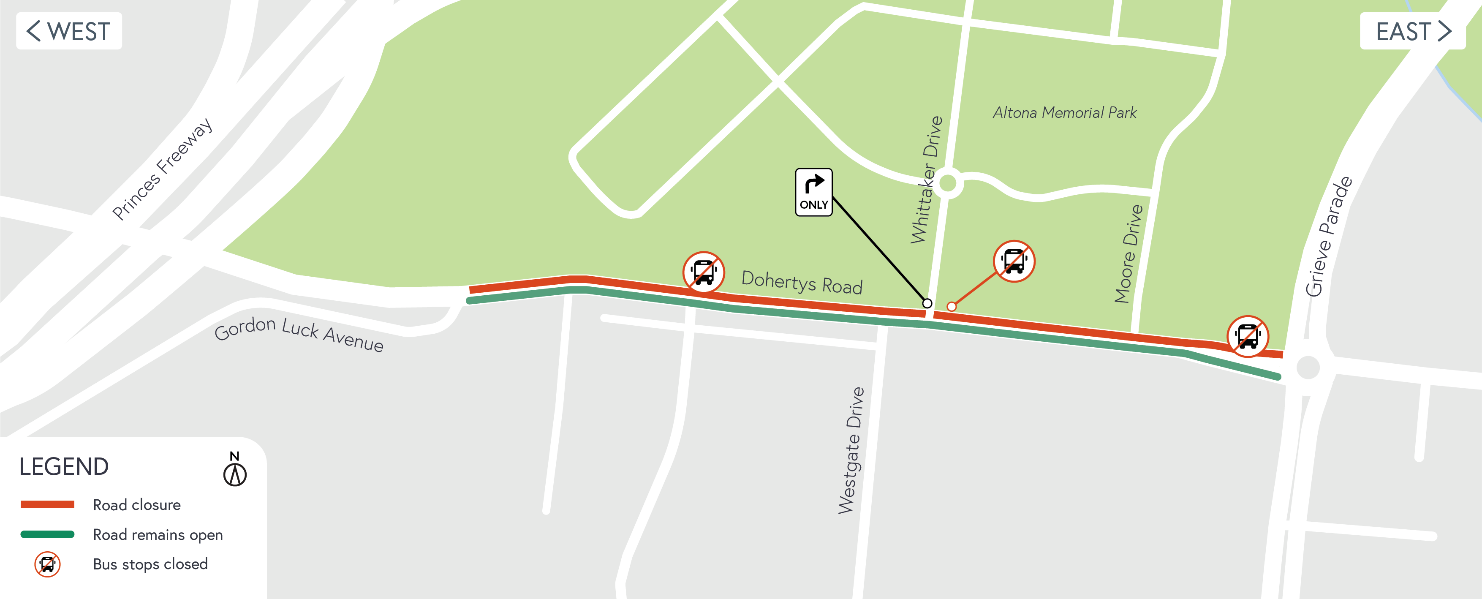 WEST
EAST
Altona Memorial Park
Princes Freeway
Whittaker Drive
ONLY
Moore Drive
Grieve Parade
Dohertys Road
Gordon Luck Avenue
Westgate Drive
LEGEND
N
Road closure
Road remains open
Bus stops closed